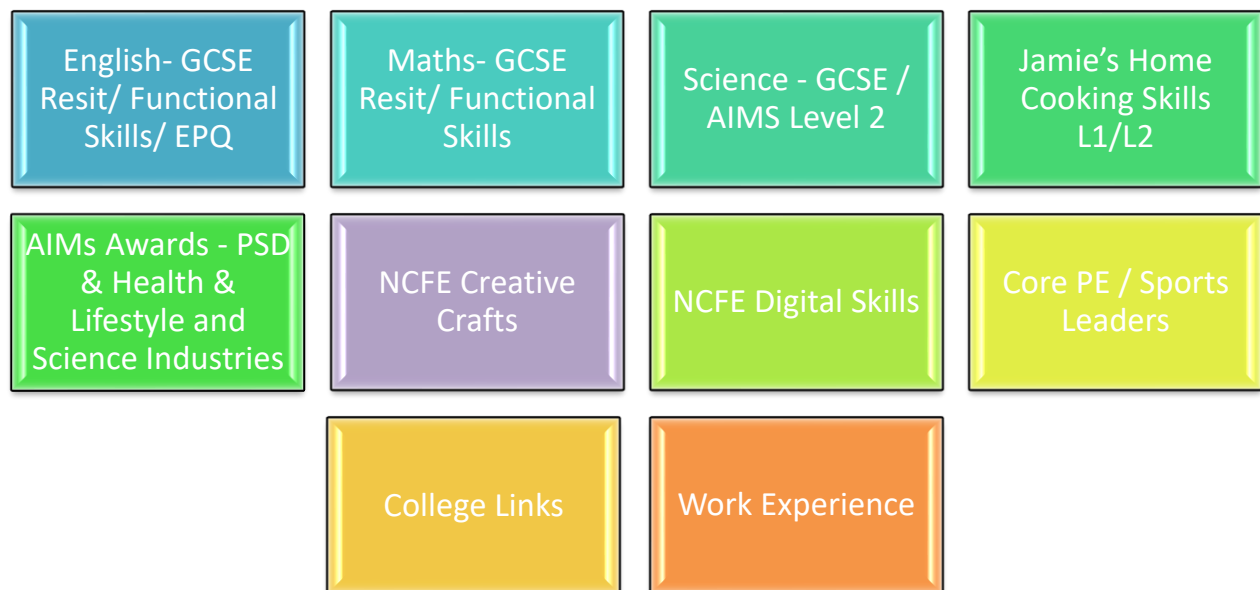 English- GCSE
Resit/ Functional
Skills/ EPQ
Maths- GCSE
Resit/ Functional
Skills
Science - GCSE /
AIMS Level 2
Jamie’s Home
Cooking Skills
L1/L2
AIMs Awards - PSD
& Health &
Lifestyle and
Science Industries
NCFE Creative
Crafts
NCFE Digital Skills
Core PE / Sports
Leaders
College Links
Work Experience